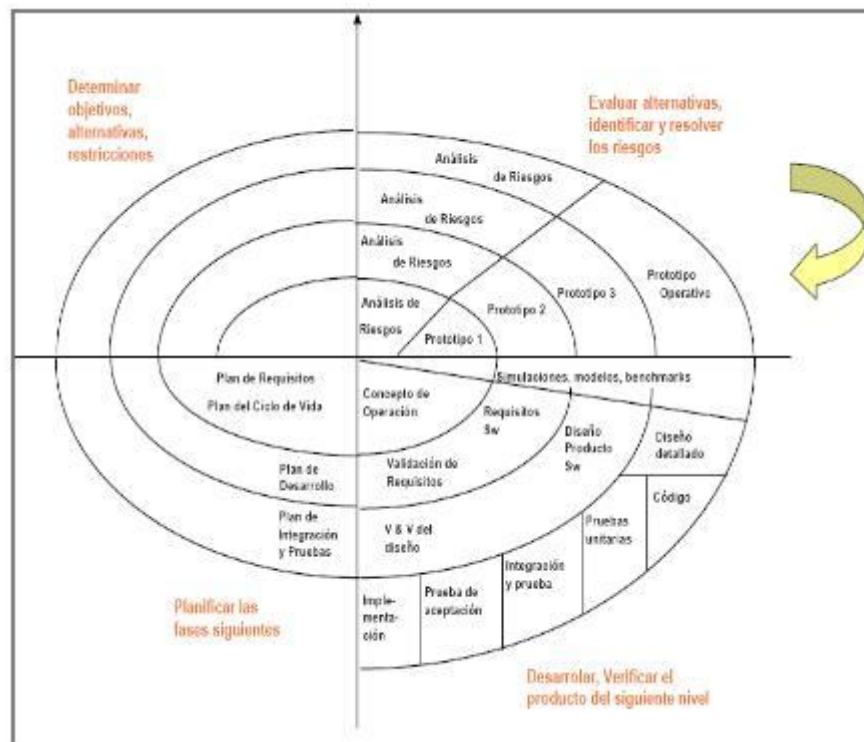 Determinar
objetivos,
alternativas,
restricciones
Evaluar alternativas,
identificar y resolver
los riesgos
Análisis
de Riesgos
Análisis
de Riesgos
Análisis
de Riesgos
Análisis de
Riesgos
Prototipo 1
Prototipo 2
Prototipo 3
Prototipo
Operativo
Simulaciones, modelos, benchmarks
Plan de Requisitos
Plan del Ciclo de Vida
Concepto de
Operación
Requisitos
Sw
Diseño
Producto
Sw
Diseño
detallado
Plan de
Desarrollo
Validación de
Requisitos
Código
Plan de
Integración
y Pruebas
V & V del
diseño
Pruebas
unitarias
Integración
y prueba
Prueba de
aceptación
Imple-
menta-
ción
Planificar las
fases siguientes
Desarrolar, Verificar el
producto del siguiente nivel